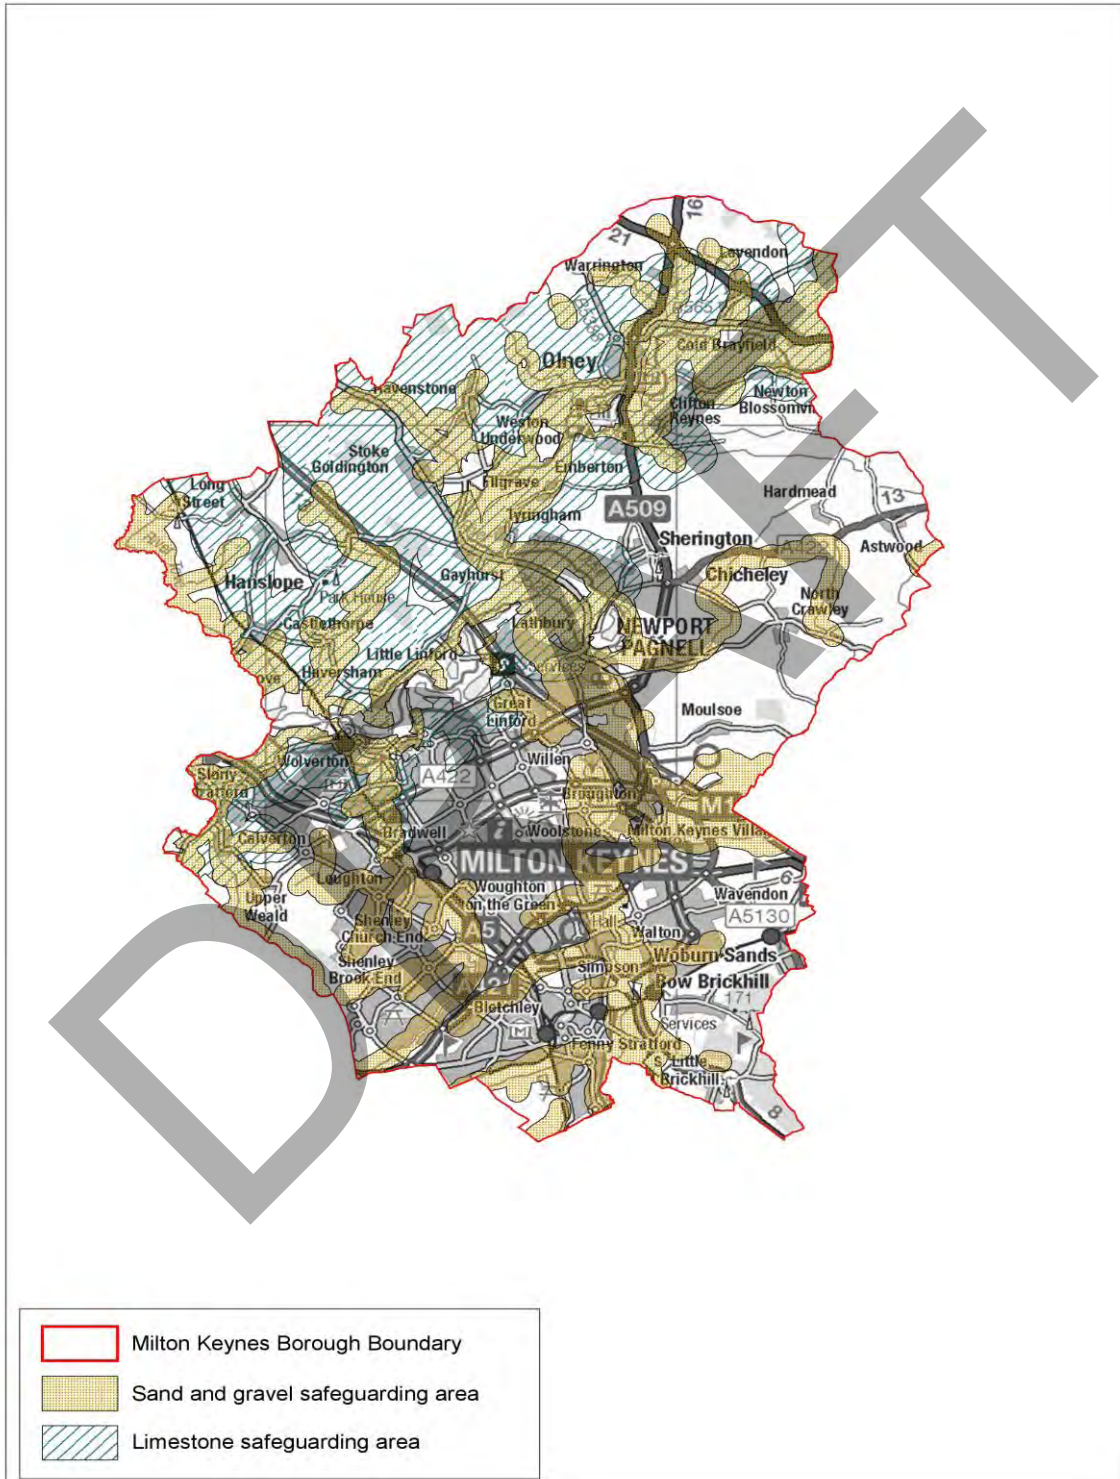 16
21
Lavendon
Warrington
Cold Brayfield
Olney
Ravenstone
Newton
Blossomvi
Clifton
Reynes
Weston
Underwood
Stoke
Goldington
Emberton
Filgrave
Long
Street
Hardmead
13
A509
Tyringham
Sherington
Astwood
Chicheley
Gayhurst
Hanslope
Park House
North
Crawley
Castlethorpe
Lathbury
NEWPORT
PAGNELL
Little Linford
Services
Haversham
Great
Linford
Moulsoe
Wolverton
Willen
Stony
Stratford
A422
Broughton
M1
Calverton
Bradwell
Woolstone
Milton Keynes Villa
MILTON KEYNES
Loughton
Woughton
on the Green
6
Wavendon
Upper
Weald
A5130
Shenley
Church End
A5
Walton
Woburn Sands
Shenley
Brook End
Simpson
Bow Brickhill
A421
171
Bletchley
Services
Fenny Stratford
Little
Brickhill
8
DRAFT
Milton Keynes Borough Boundary
Sand and gravel safeguarding area
Limestone safeguarding area